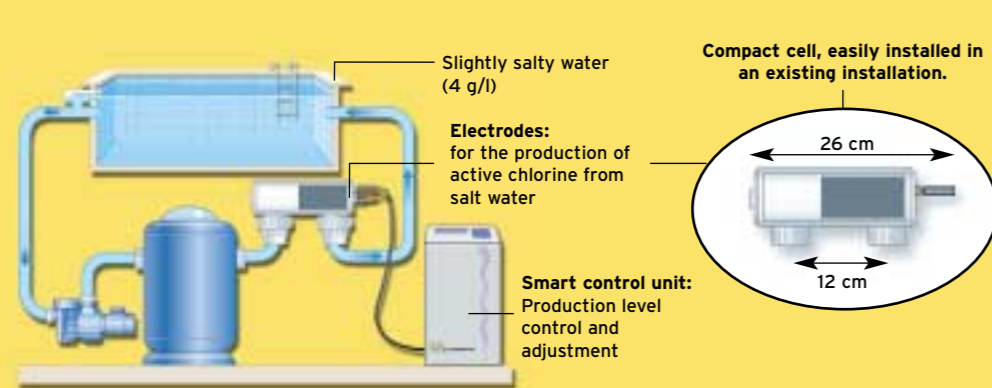 Slightly salty water
(4 g/l)
Electrodes:
for the production of
active chlorine from
salt water
Smart control unit:
Production level
control and
adjustment
Compact cell, easily installed in
an existing installation.
26 cm
12 cm